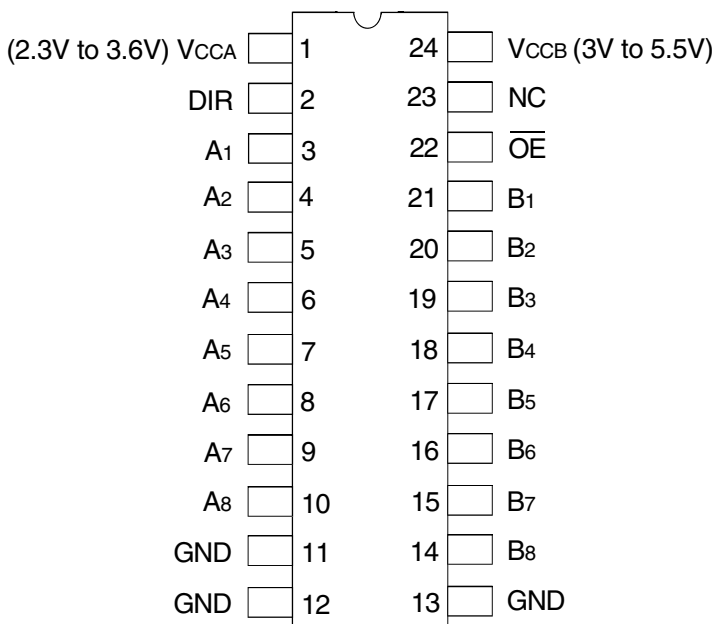 (2.3V to 3.6V) VCCA 1 24 VCCB (3V to 5.5V)
DIR 2 23 NC
A1 3 22 OE
A2 4 21 B1
A3 5 20 B2
A4 6 19 B3
A5 7 18 B4
A6 8 17 B5
A7 9 16 B6
A8 10 15 B7
GND 11 14 B8
GND 12 13 GND